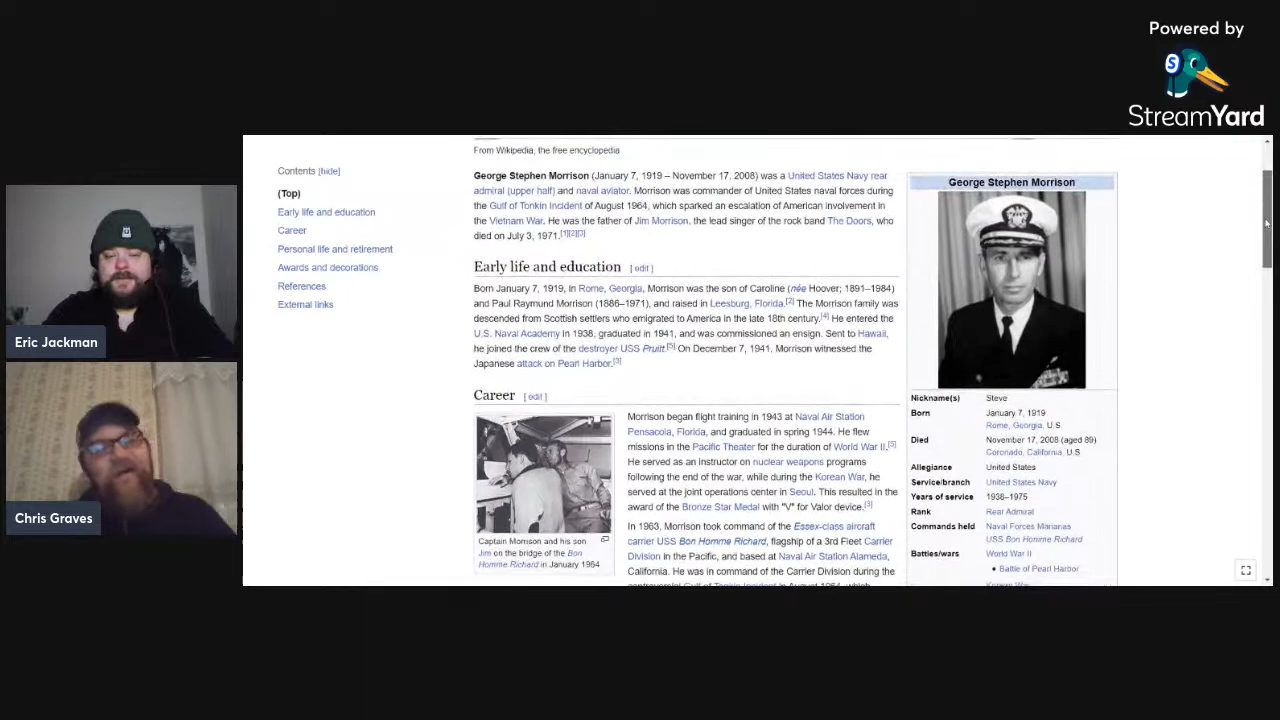 Powered by
S
StreamYard
Eric Jackman
Chris Graves
From Wikipedia, the free encyclopedia
Contents [hide]
(Top)
Early life and education
Career
Personal life and retirement
Awards and decorations
References
External links
George Stephen Morrison (January 7, 1919 – November 17, 2008) was a United States Navy rear
admiral (upper half) and naval aviator. Morrison was commander of United States naval forces during
the Gulf of Tonkin Incident of August 1964, which sparked an escalation of American involvement in
the Vietnam War. He was the father of Jim Morrison, the lead singer of the rock band The Doors, who
died on July 3, 1971.[1][2][3]
Early life and education [ edit ]
Born January 7, 1919, in Rome, Georgia, Morrison was the son of Caroline (née Hoover; 1891–1984)
and Paul Raymund Morrison (1886–1971), and raised in Leesburg, Florida.[2] The Morrison family was
descended from Scottish settlers who emigrated to America in the late 18th century.[4] He entered the
U.S. Naval Academy in 1938, graduated in 1941, and was commissioned an ensign. Sent to Hawaii,
he joined the crew of the destroyer USS Pruitt.[5] On December 7, 1941, Morrison witnessed the
Japanese attack on Pearl Harbor.[3]
Career [ edit ]
Captain Morrison and his son
Jim on the bridge of the Bon
Homme Richard in January 1964
Morrison began flight training in 1943 at Naval Air Station
Pensacola, Florida, and graduated in spring 1944. He flew
missions in the Pacific Theater for the duration of World War II.[5]
He served as an instructor on nuclear weapons programs
following the end of the war, while during the Korean War, he
served at the joint operations center in Seoul. This resulted in the
award of the Bronze Star Medal with "V" for Valor device.[3]
In 1963, Morrison took command of the Essex-class aircraft
carrier USS Bon Homme Richard, flagship of a 3rd Fleet Carrier
Division in the Pacific, and based at Naval Air Station Alameda,
California. He was in command of the Carrier Division during the
controversial Gulf of Tonkin Incident in August 1964, which
George Stephen Morrison
Nickname(s) Steve
Born January 7, 1919
Rome, Georgia, U.S.
Died November 17, 2008 (aged 89)
Coronado, California, U.S
Allegiance United States
Service/branch United States Navy
Years of service 1938–1975
Rank Rear Admiral
Commands held Naval Forces Marianas
USS Bon Homme Richard
Battles/wars World War II
• Battle of Pearl Harbor
Korean War